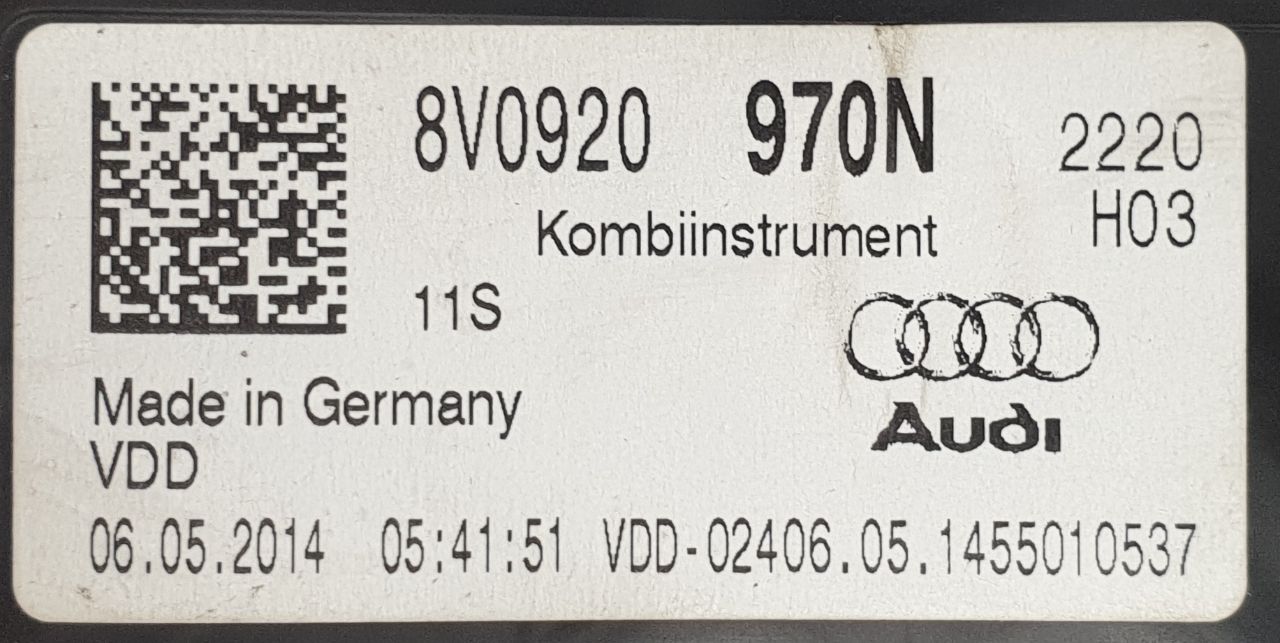 8V0920 970N 2220
H03
Kombiinstrument
11S
Audi
Made in Germany
VDD
06.05.2014 05:41:51 VDD-02406.05.1455010537